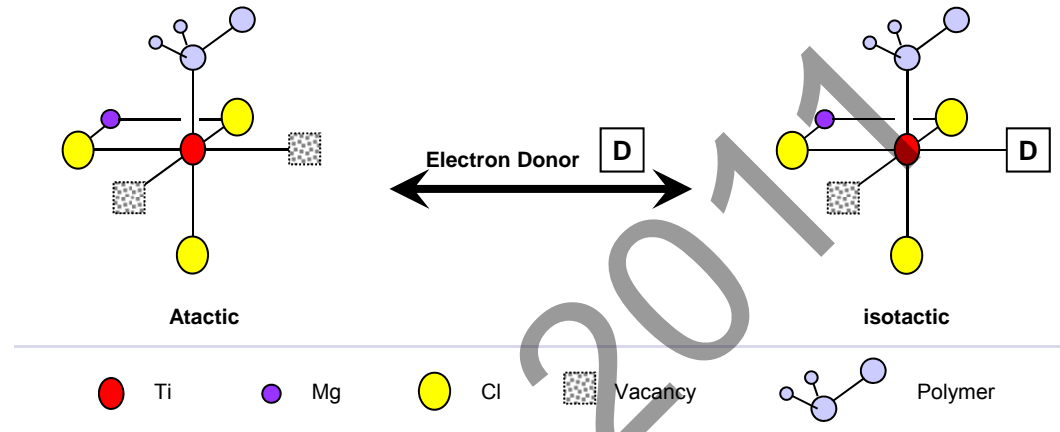 Electron Donor D
D
Atactic
isotactic
Ti Mg Cl Vacancy Polymer
2011